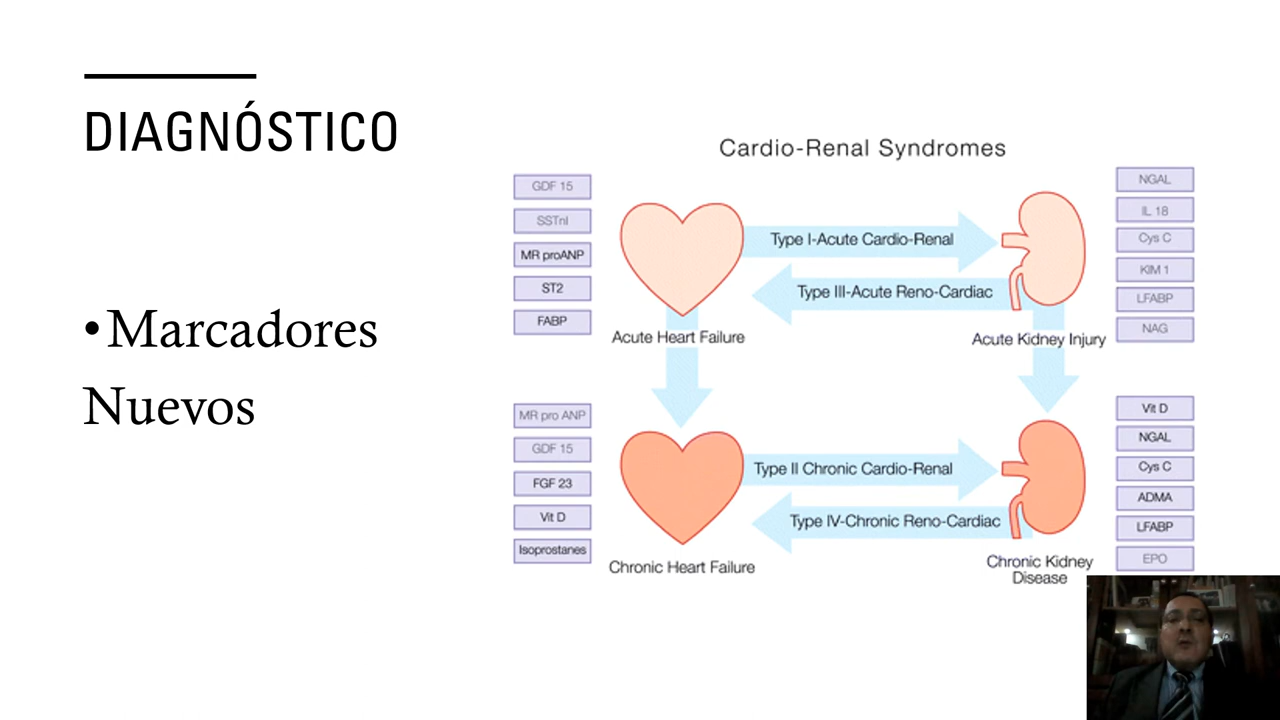 DIAGNÓSTICO
•Marcadores
Nuevos
Cardio-Renal Syndromes
GDF 15
SSTnI
MR proANP
ST2
FABP
Type I-Acute Cardio-Renal
Type III-Acute Reno-Cardiac
Acute Heart Failure
Acute Kidney Injury
NGAL
IL 18
Cys C
KIM 1
LFABP
NAG
MR pro ANP
GDF 15
FGF 23
Vit D
Isoprostanes
Type II Chronic Cardio-Renal
Type IV-Chronic Reno-Cardiac
Chronic Heart Failure
Chronic Kidney
Disease
Vit D
NGAL
Cys C
ADMA
LFABP
EPO